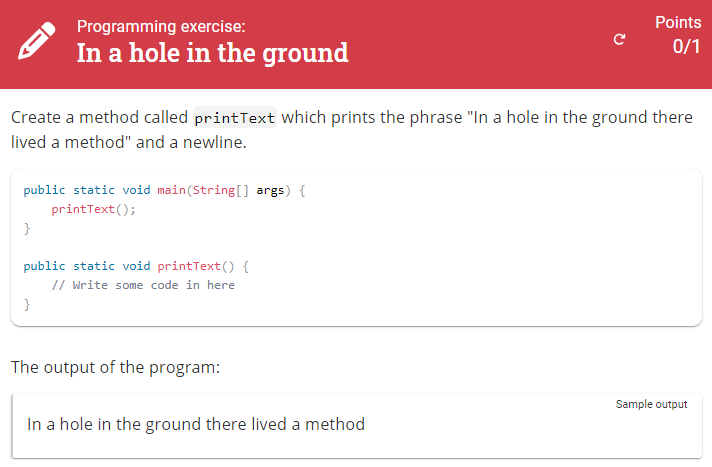 Programming exercise:
In a hole in the ground
Points
0/1
Create a method called printText which prints the phrase "In a hole in the ground there
lived a method" and a newline.
public static void main(String[] args) {
    printText();
}
public static void printText() {
    // Write some code in here
}
The output of the program:
Sample output
In a hole in the ground there lived a method